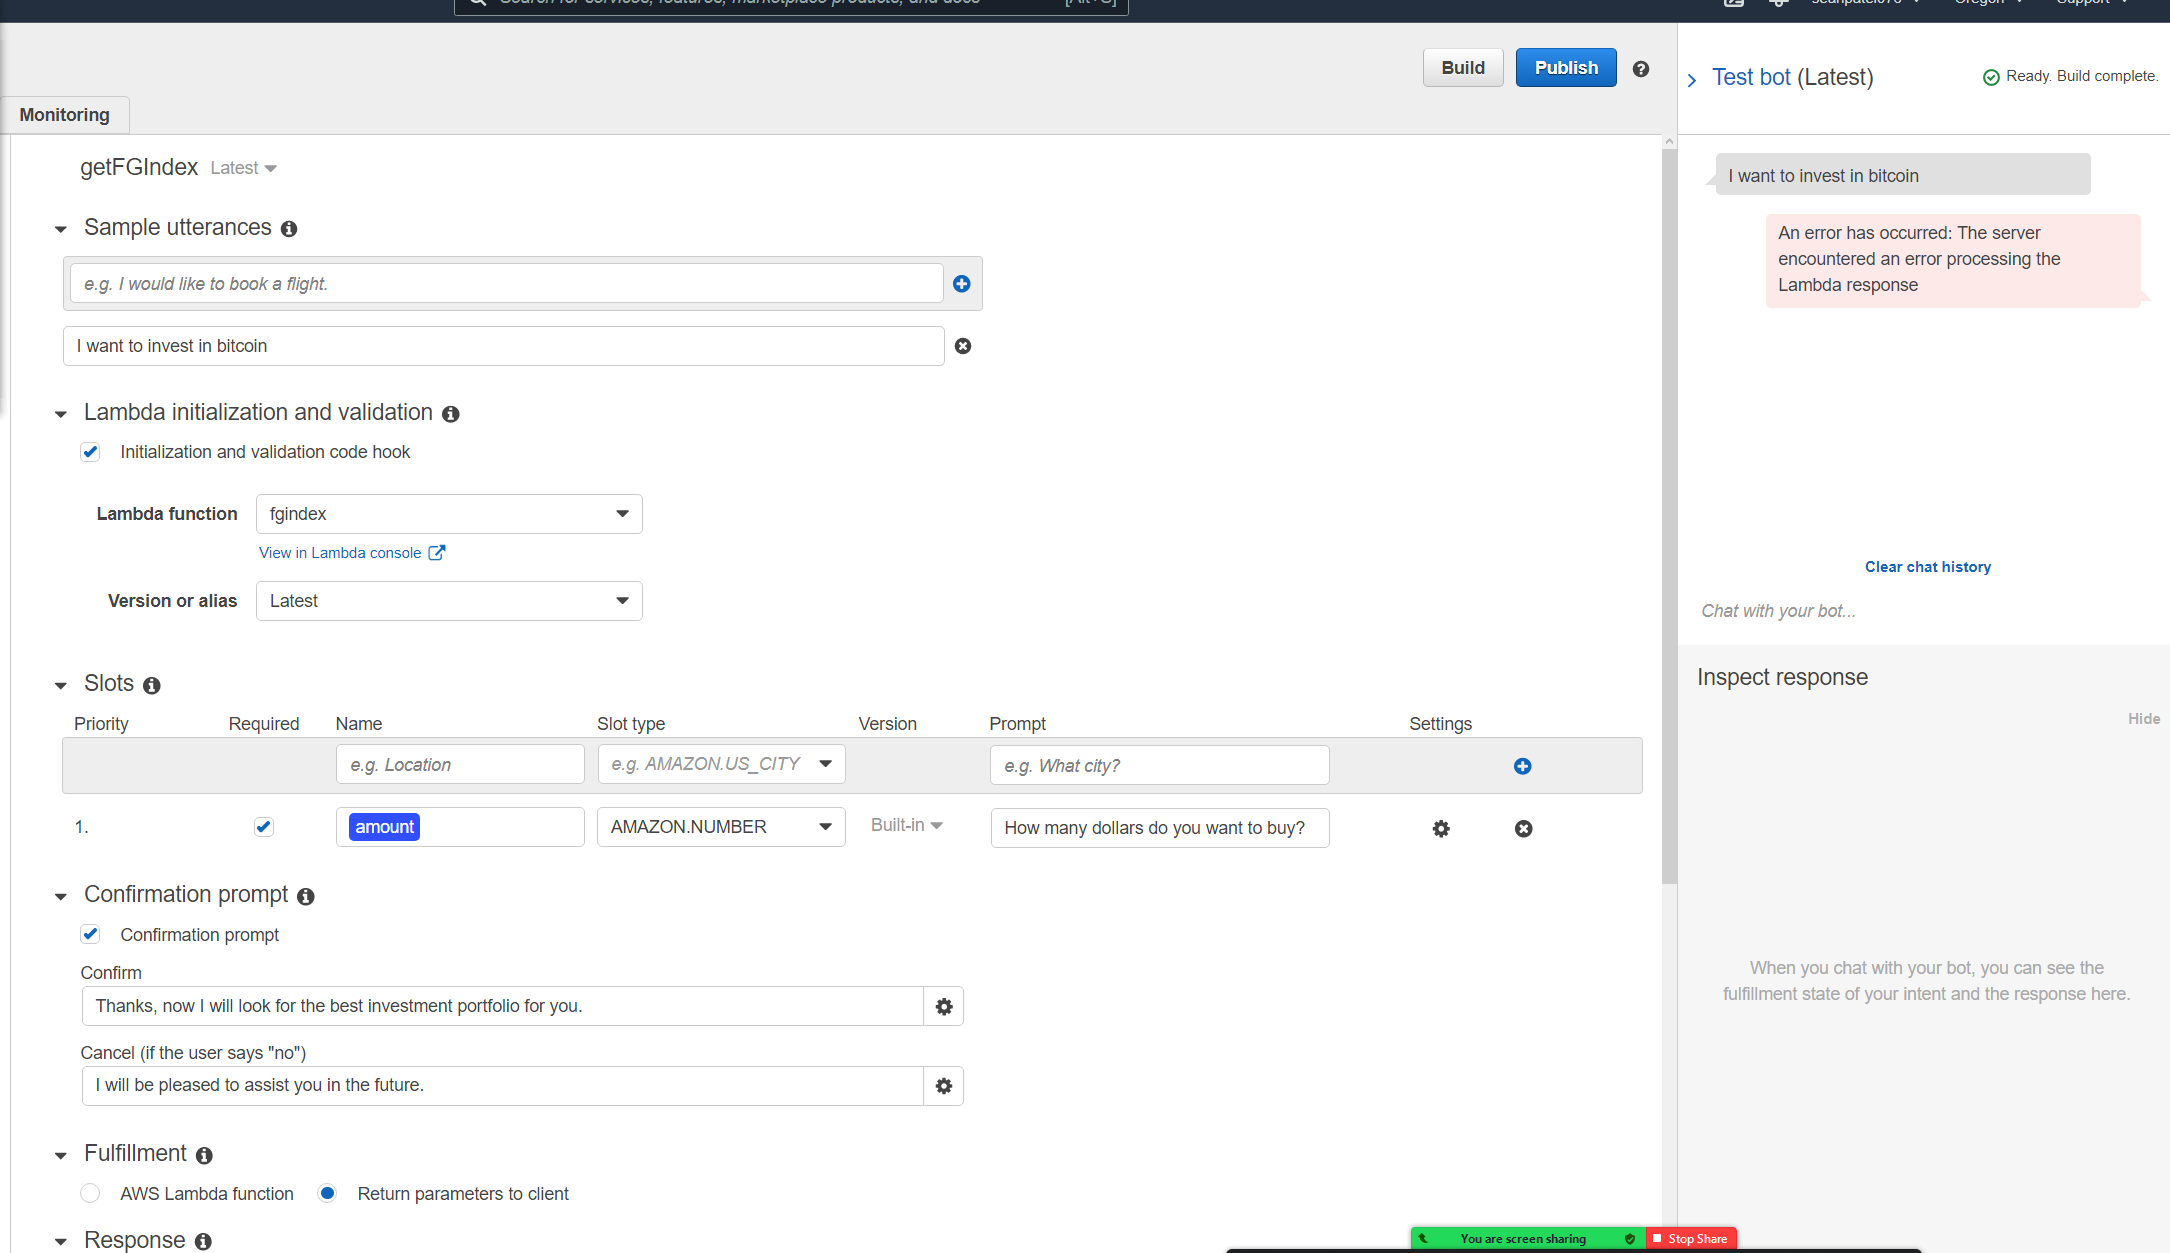 Build
Publish
Monitoring
getFGIndex Latest
Sample utterances
e.g. I would like to book a flight.
I want to invest in bitcoin
Lambda initialization and validation
Initialization and validation code hook
Lambda function fgindex
View in Lambda console
Version or alias Latest
Slots
Priority Required Name Slot type Version Prompt Settings
e.g. Location e.g. AMAZON.US_CITY e.g. What city?
1. amount AMAZON.NUMBER Built-in How many dollars do you want to buy?
Confirmation prompt
Confirmation prompt
Confirm
Thanks, now I will look for the best investment portfolio for you.
Cancel (if the user says "no")
I will be pleased to assist you in the future.
Fulfillment
AWS Lambda function Return parameters to client
Response
Test bot (Latest) Ready. Build complete.
I want to invest in bitcoin
An error has occurred: The server
encountered an error processing the
Lambda response
Clear chat history
Chat with your bot...
Inspect response
Hide
When you chat with your bot, you can see the
fulfillment state of your intent and the response here.
You are screen sharing Stop Share